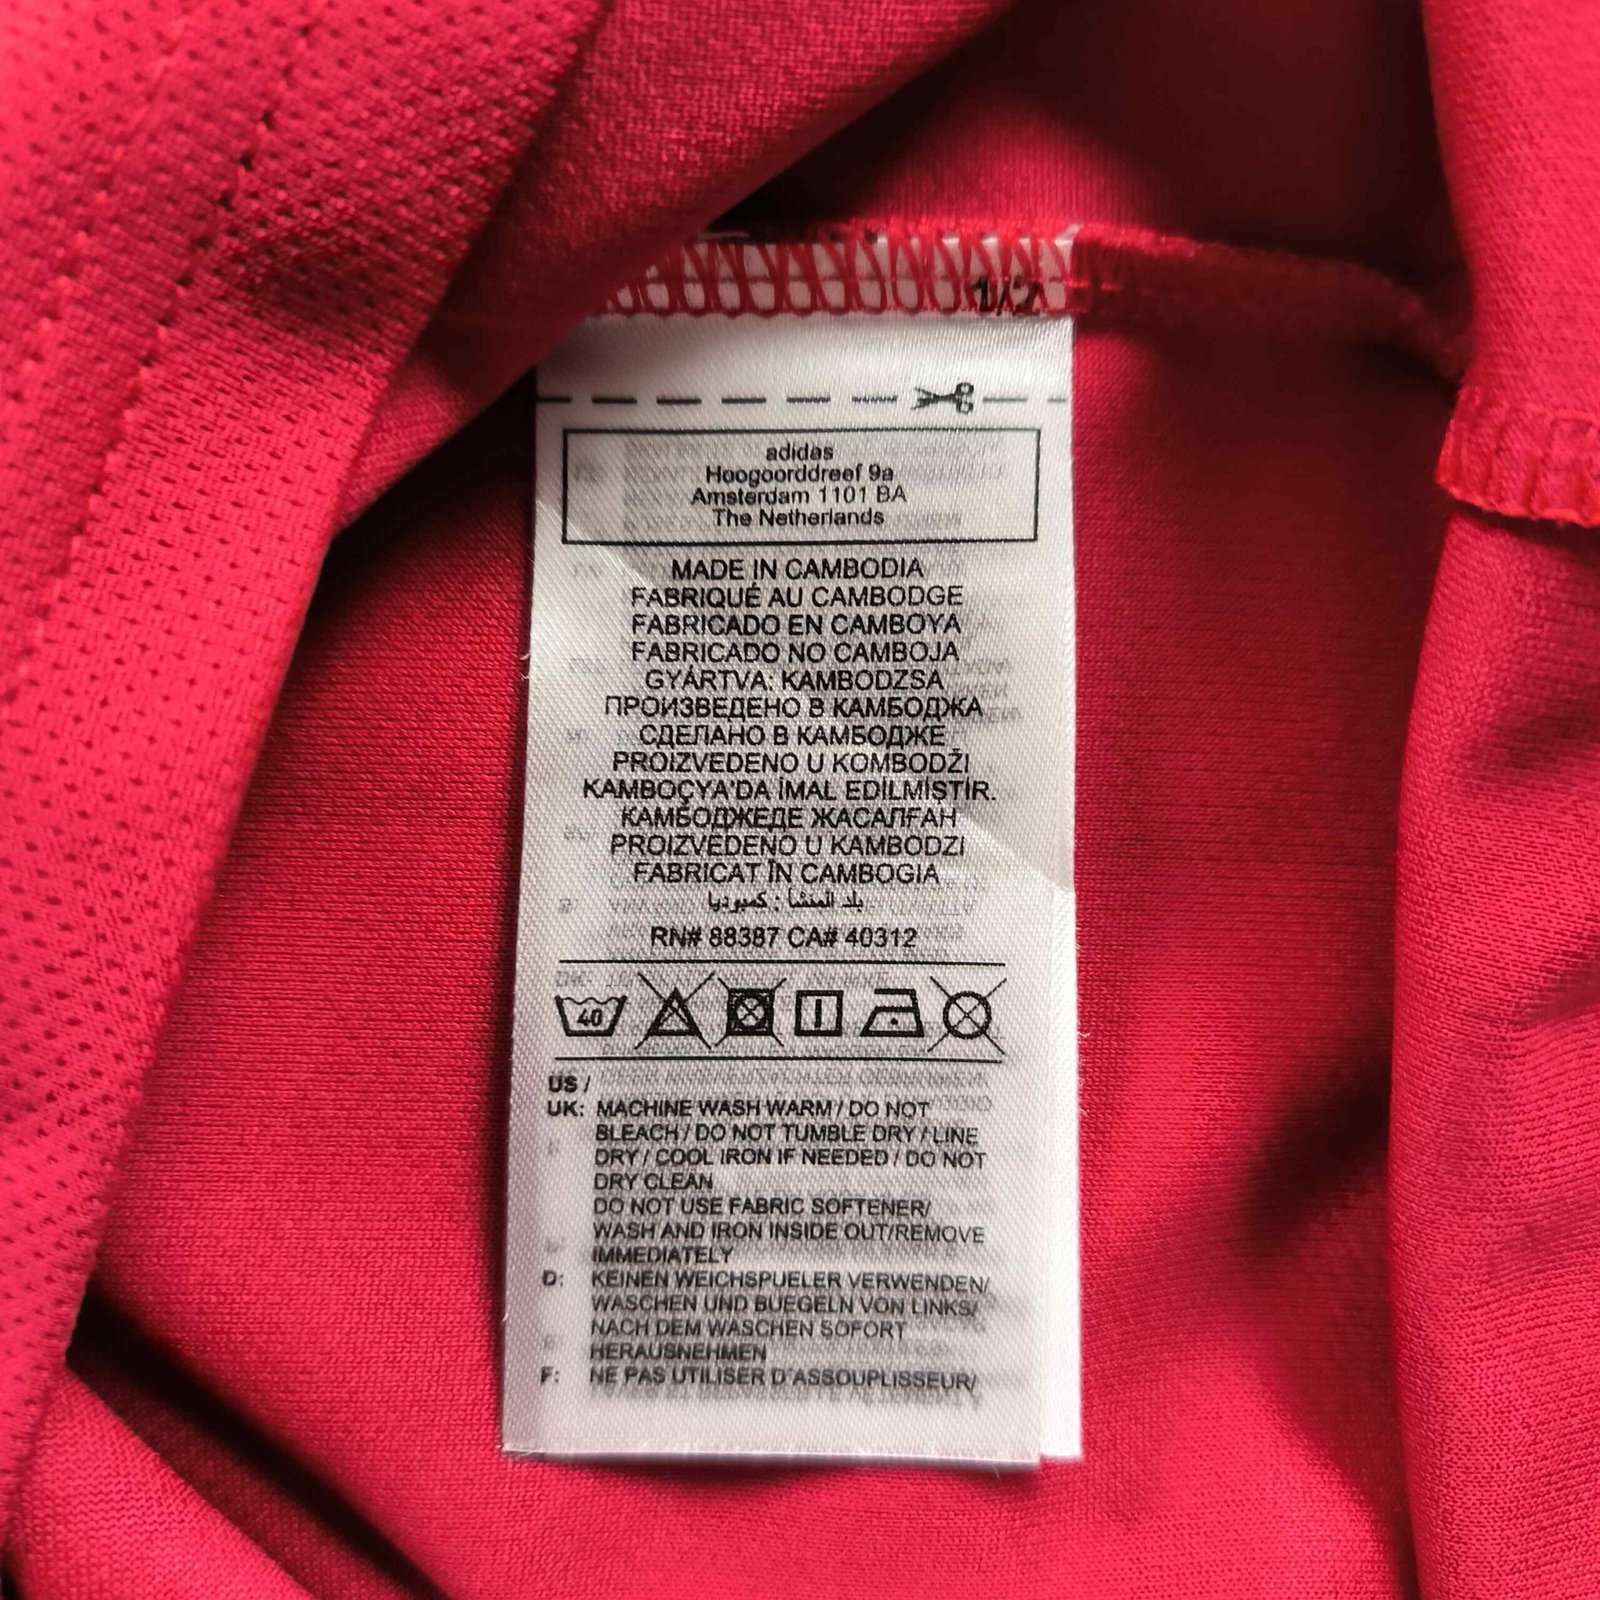 1/2
adidas
Hoogoorddreef 9a
Amsterdam 1101 BA
The Netherlands
MADE IN CAMBODIA
FABRIQUÉ AU CAMBODGE
FABRICADO EN CAMBOYA
FABRICADO NO CAMBOJA
GYÁRTVA: KAMBODZSA
ПРОИЗВЕДЕНО В КАМБОДЖА
СДЕЛАНО В КАМБОДЖЕ
PROIZVEDENO U KOMBODŽI
KAMBOÇYA'DA İMAL EDİLMİSTİR.
КАМБОДЖЕДЕ ЖАСАЛҒАН
PROIZVEDENO U KAMBODZI
FABRICAT ÎN CAMBOGIA
بلد المنشأ : كمبوديا
RN# 88387 CA# 40312
40
US /
UK: MACHINE WASH WARM / DO NOT
BLEACH / DO NOT TUMBLE DRY / LINE
DRY / COOL IRON IF NEEDED / DO NOT
DRY CLEAN
DO NOT USE FABRIC SOFTENER/
WASH AND IRON INSIDE OUT/REMOVE
IMMEDIATELY
D: KEINEN WEICHSPUELER VERWENDEN/
WASCHEN UND BUEGELN VON LINKS/
NACH DEM WASCHEN SOFORT
HERAUSNEHMEN
F: NE PAS UTILISER D'ASSOUPLISSEUR/